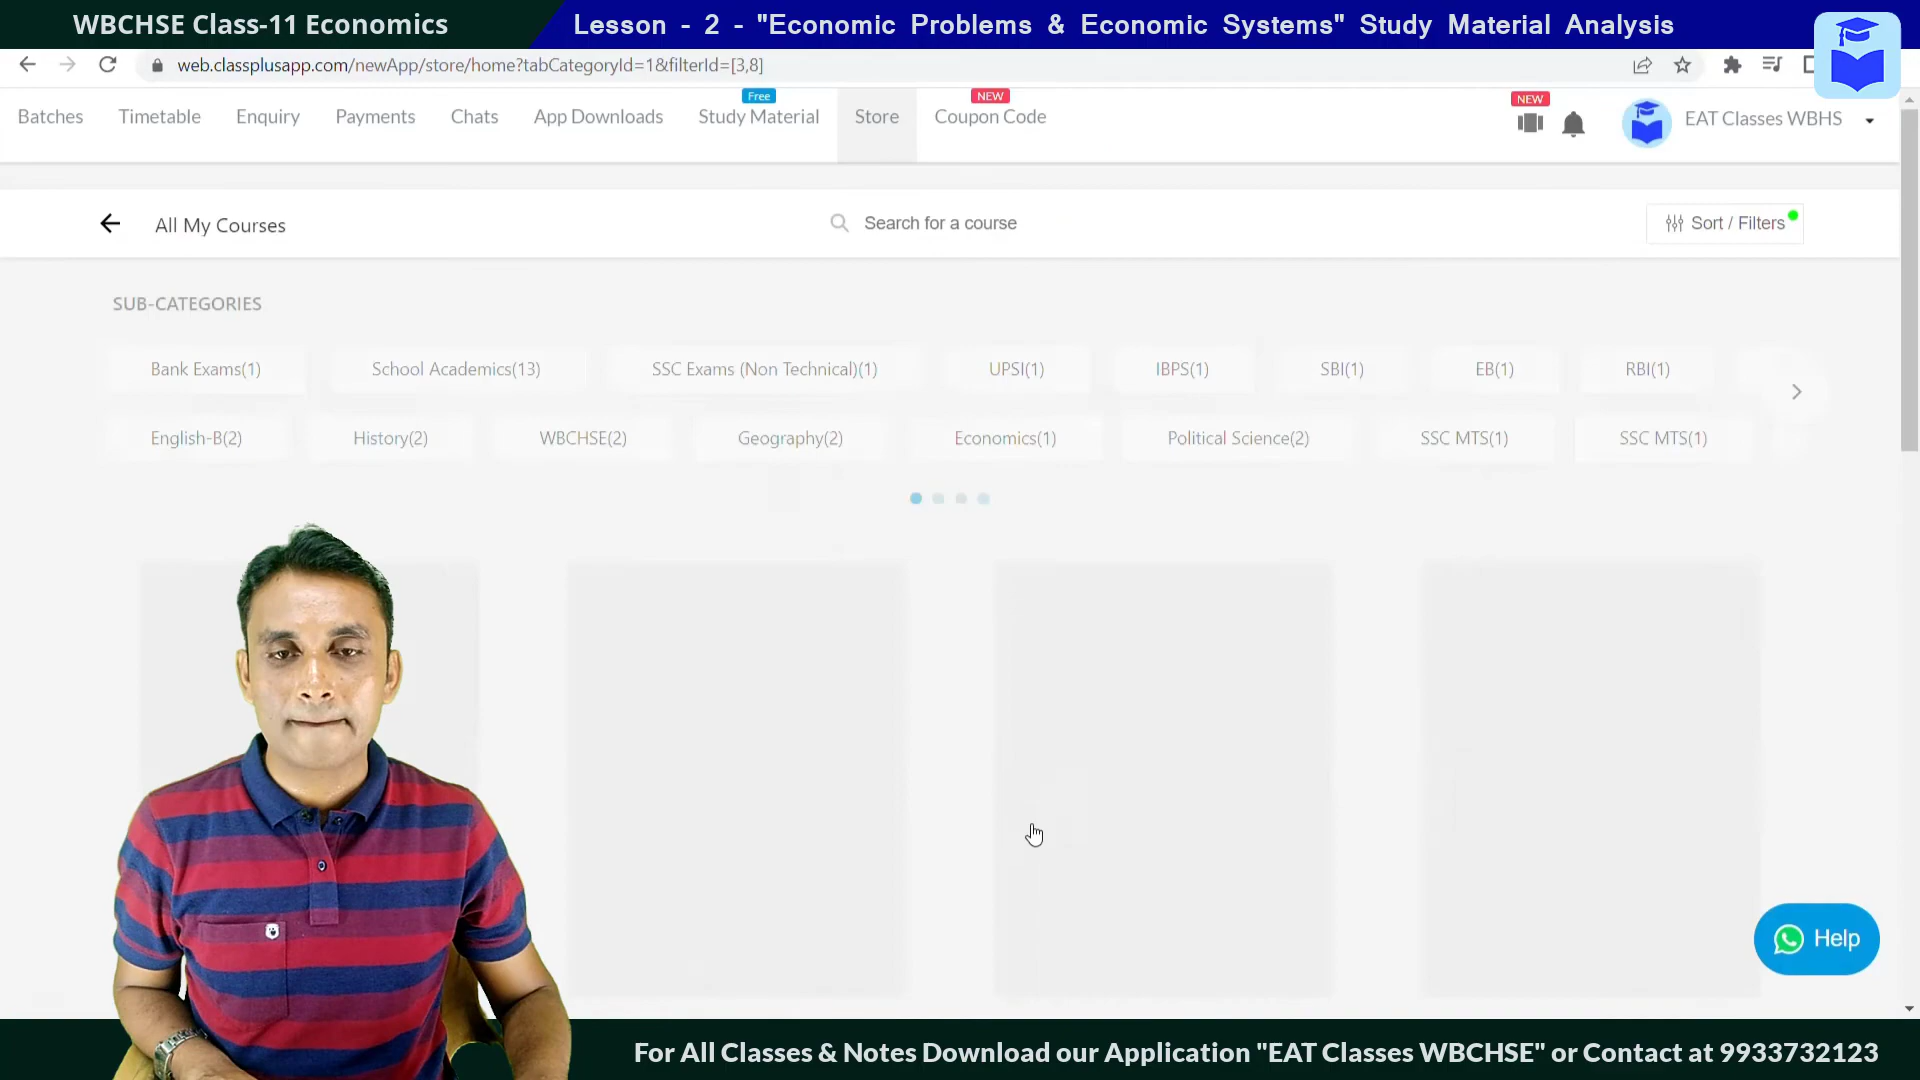 WBCHSE Class-11 Economics
Lesson - 2 - "Economic Problems & Economic Systems" Study Material Analysis
web.classplusapp.com/newApp/store/home?tabCategoryId=1&filterId=[3,8]
Batches Timetable Enquiry Payments Chats App Downloads Free Study Material Store NEW Coupon Code NEW EAT Classes WBHS
All My Courses Search for a course Sort / Filters
SUB-CATEGORIES
Bank Exams(1) School Academics(13) SSC Exams (Non Technical)(1) UPSI(1) IBPS(1) SBI(1) EB(1) RBI(1)
English-B(2) History(2) WBCHSE(2) Geography(2) Economics(1) Political Science(2) SSC MTS(1) SSC MTS(1)
Help
For All Classes & Notes Download our Application "EAT Classes WBCHSE" or Contact at 9933732123